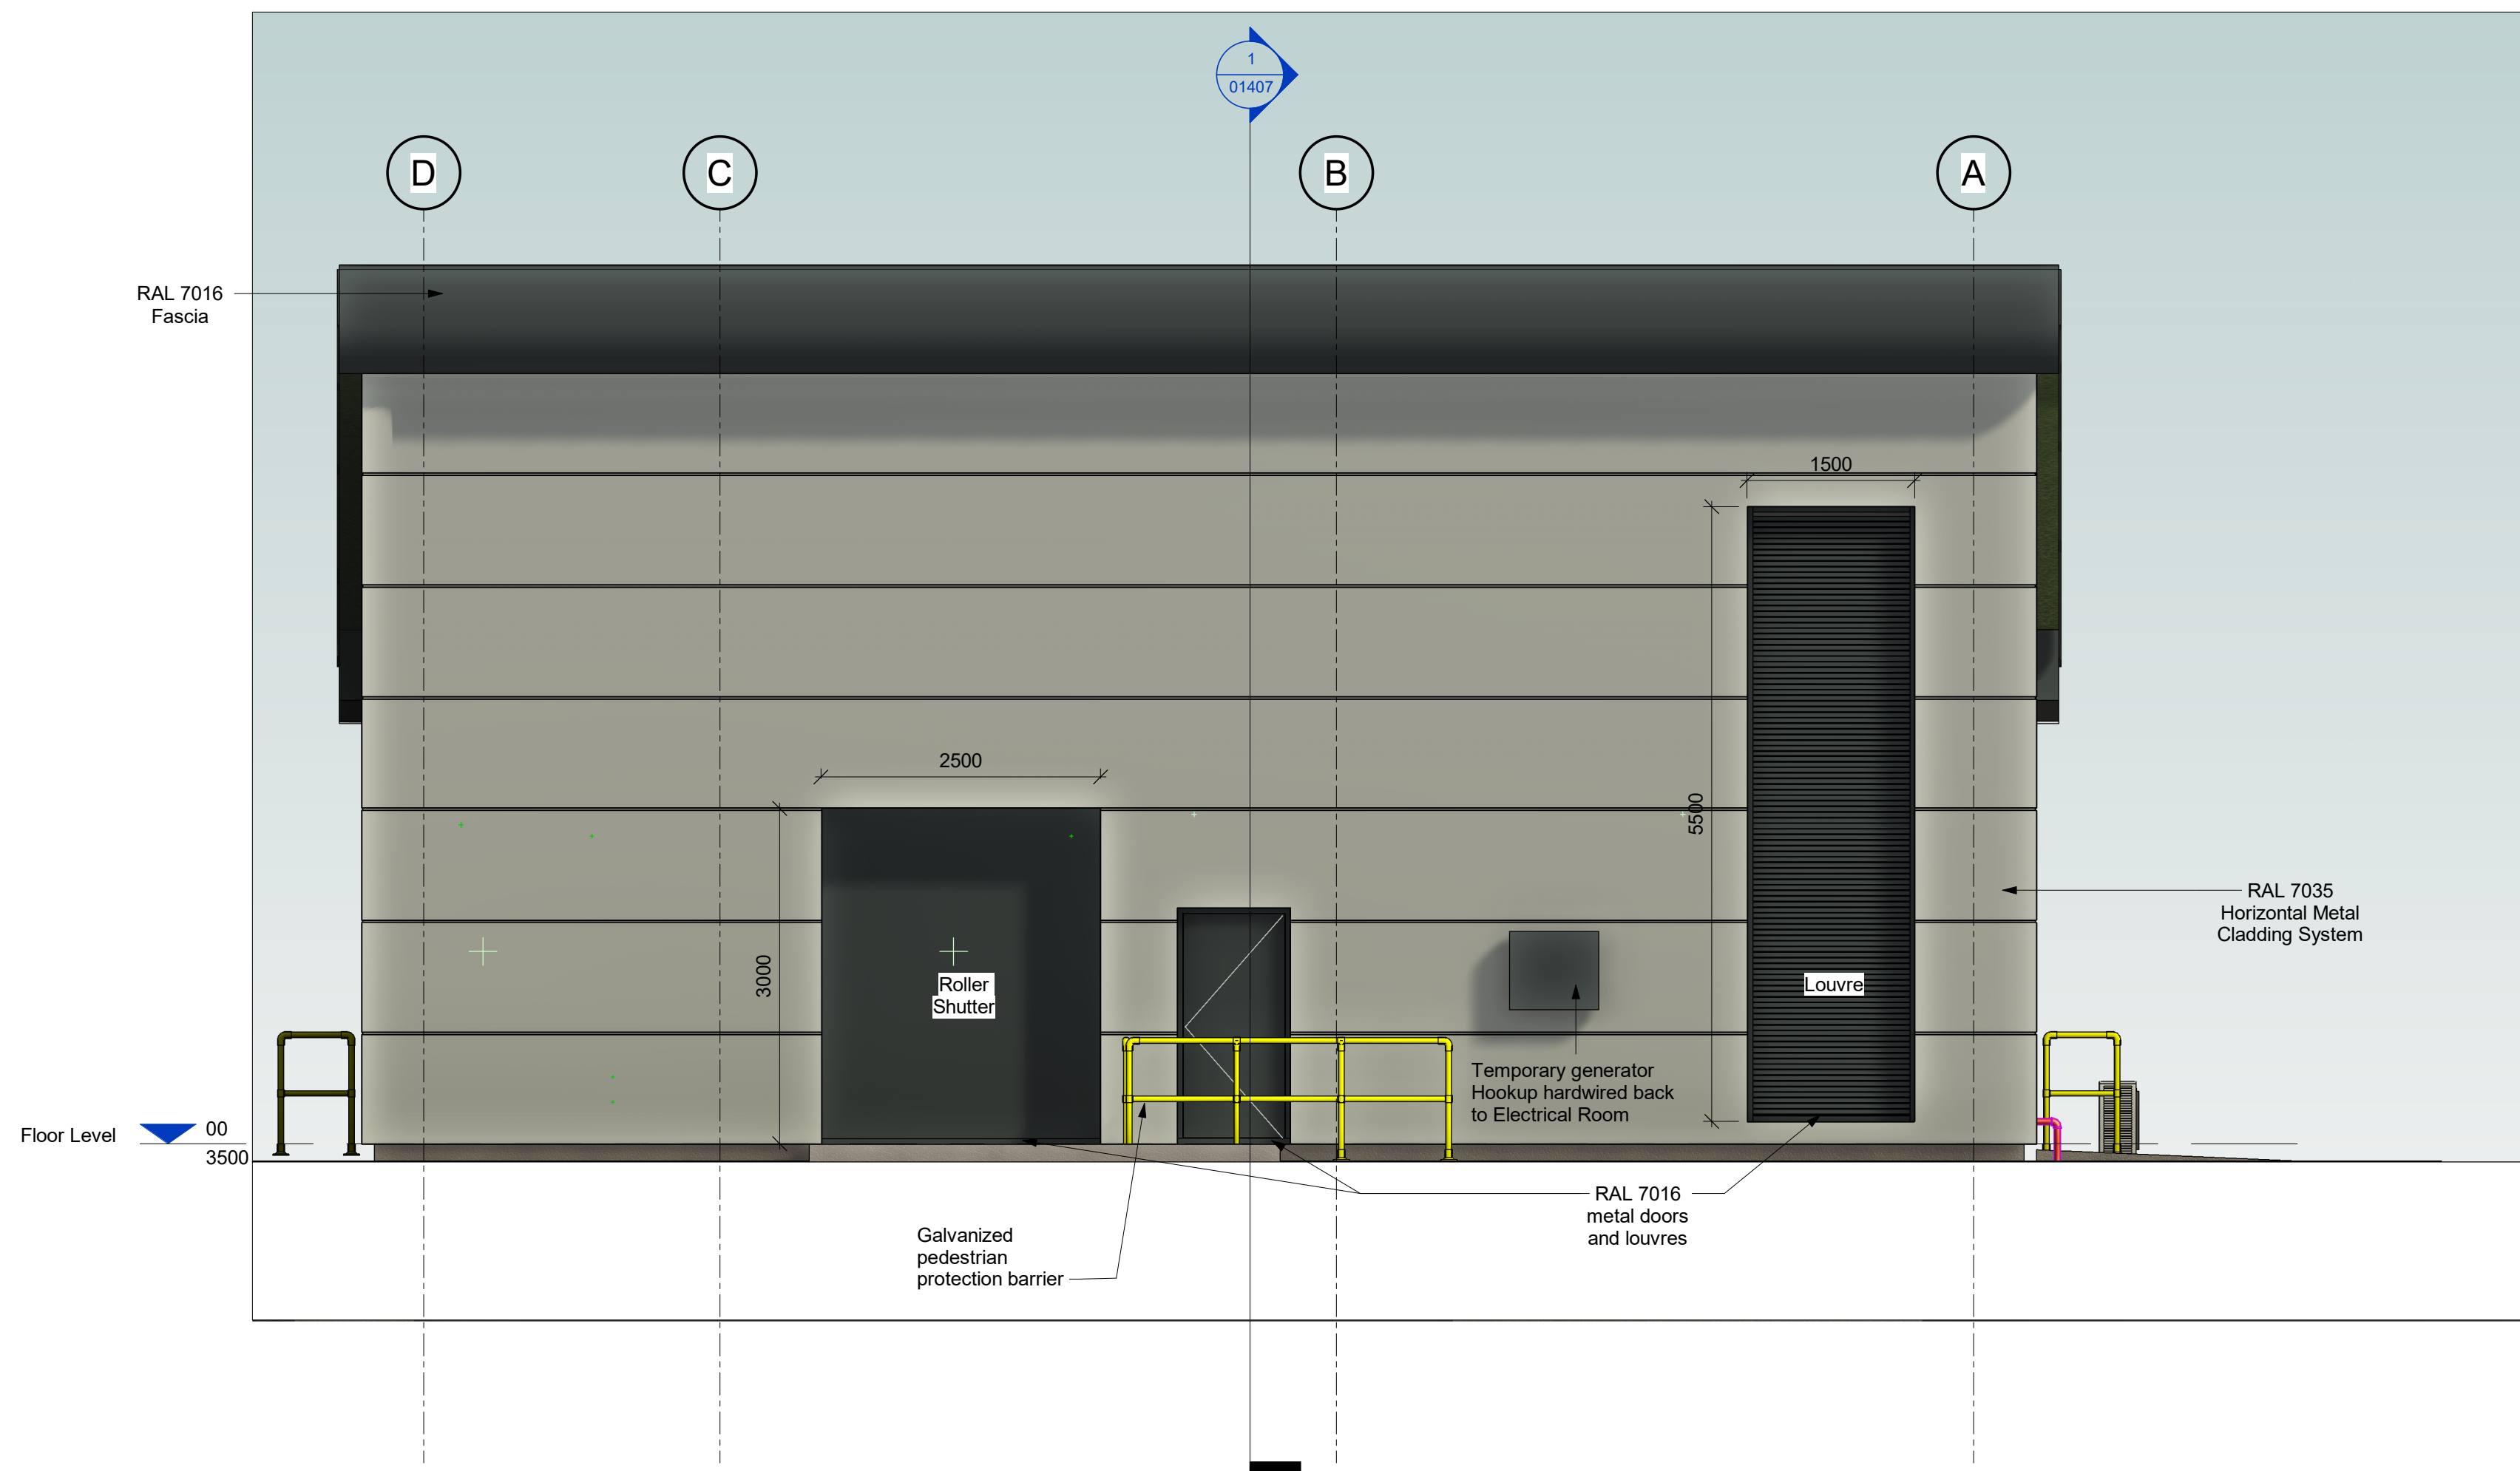 1
01407
D
C
B
A
RAL 7016
Fascia
1500
2500
5500
3000
RAL 7035
Horizontal Metal
Cladding System
Roller
Shutter
Louvre
Temporary generator
Hookup hardwired back
to Electrical Room
Floor Level
00
3500
RAL 7016
metal doors
and louvres
Galvanized
pedestrian
protection barrier